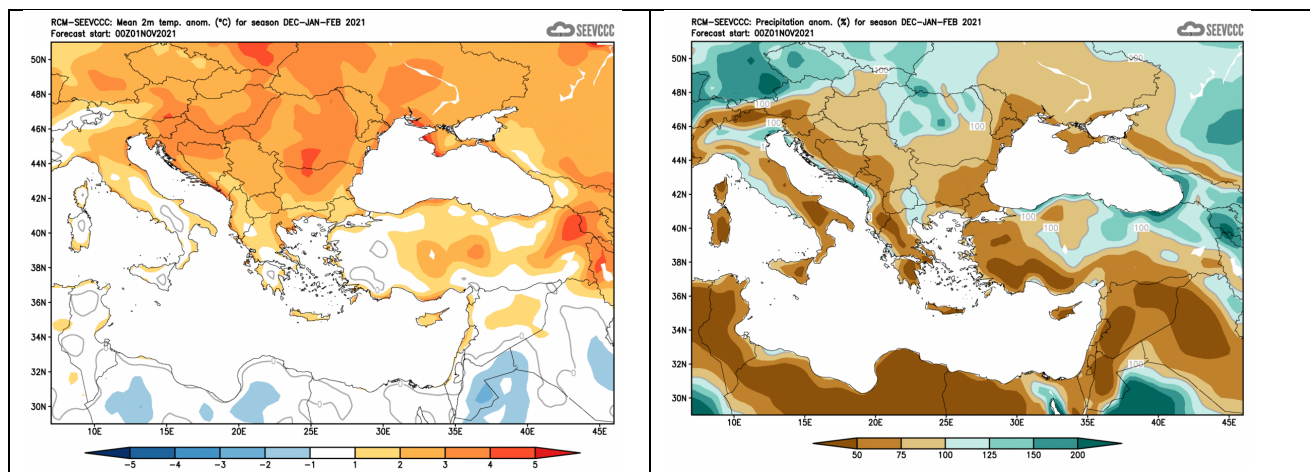 RCM-SEEVCCC: Mean 2m temp. anom. (°C) for season DEC-JAN-FEB 2021
Forecast start: 00Z01NOV2021
SEEVCCC
50N
48N
46N
44N
42N
40N
38N
36N
34N
32N
30N
10E 15E 20E 25E 30E 35E 40E 45E
-5 -4 -3 -2 -1 1 2 3 4 5
RCM-SEEVCCC: Precipitation anom. (%) for season DEC-JAN-FEB 2021
Forecast start: 00Z01NOV2021
SEEVCCC
50N
48N
46N
44N
42N
40N
38N
36N
34N
32N
30N
100
100
100
100
100
100
100
100
100
10E 15E 20E 25E 30E 35E 40E 45E
50 75 100 125 150 200